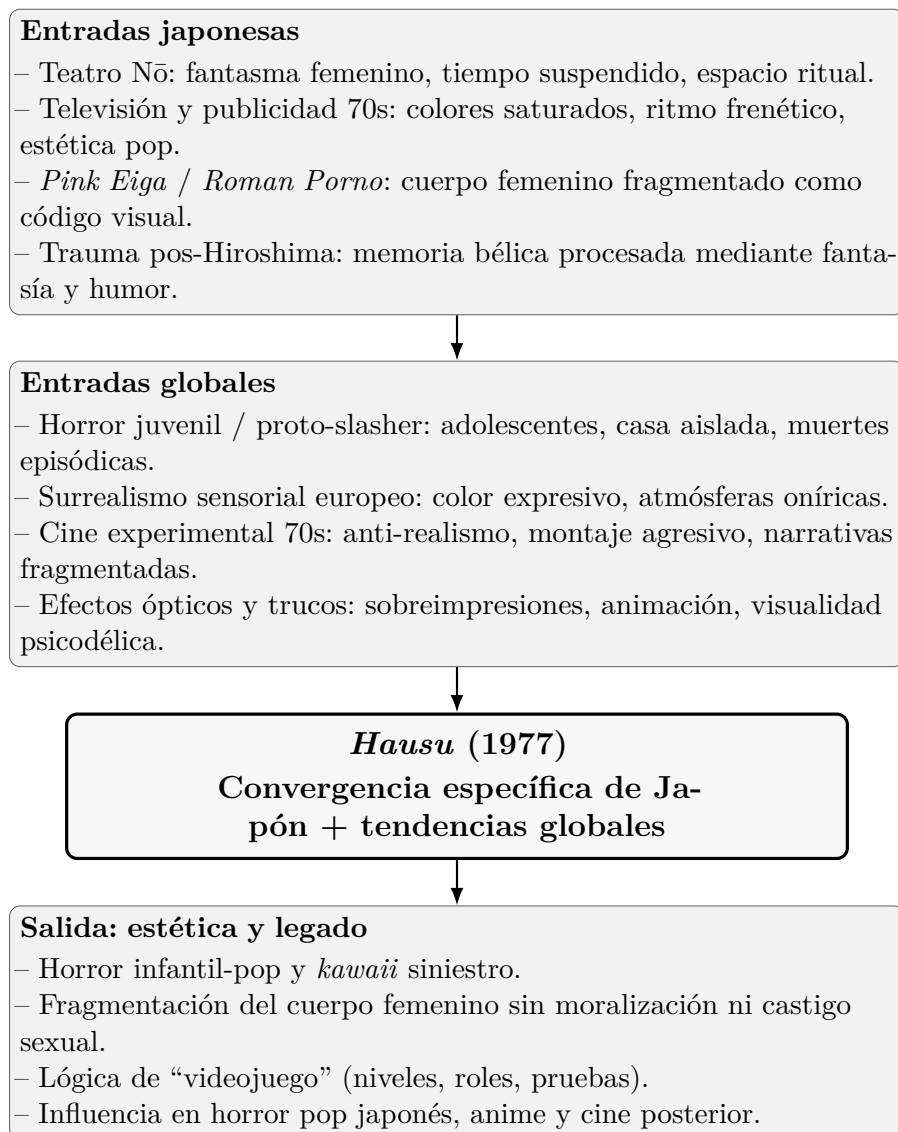 Entradas japonesas
– Teatro Nō: fantasma femenino, tiempo suspendido, espacio ritual.
– Televisión y publicidad 70s: colores saturados, ritmo frenético,
estética pop.
– Pink Eiga / Roman Porno: cuerpo femenino fragmentado como
código visual.
– Trauma pos-Hiroshima: memoria bélica procesada mediante fanta-
sía y humor.
Entradas globales
– Horror juvenil / proto-slasher: adolescentes, casa aislada, muertes
episódicas.
– Surrealismo sensorial europeo: color expresivo, atmósferas oníricas.
– Cine experimental 70s: anti-realismo, montaje agresivo, narrativas
fragmentadas.
– Efectos ópticos y trucos: sobreimpresiones, animación, visualidad
psicodélica.
Hausu (1977)
Convergencia específica de Ja-
pón + tendencias globales
Salida: estética y legado
– Horror infantil-pop y kawaii siniestro.
– Fragmentación del cuerpo femenino sin moralización ni castigo
sexual.
– Lógica de “videojuego” (niveles, roles, pruebas).
– Influencia en horror pop japonés, anime y cine posterior.